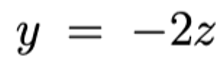 y = −2z